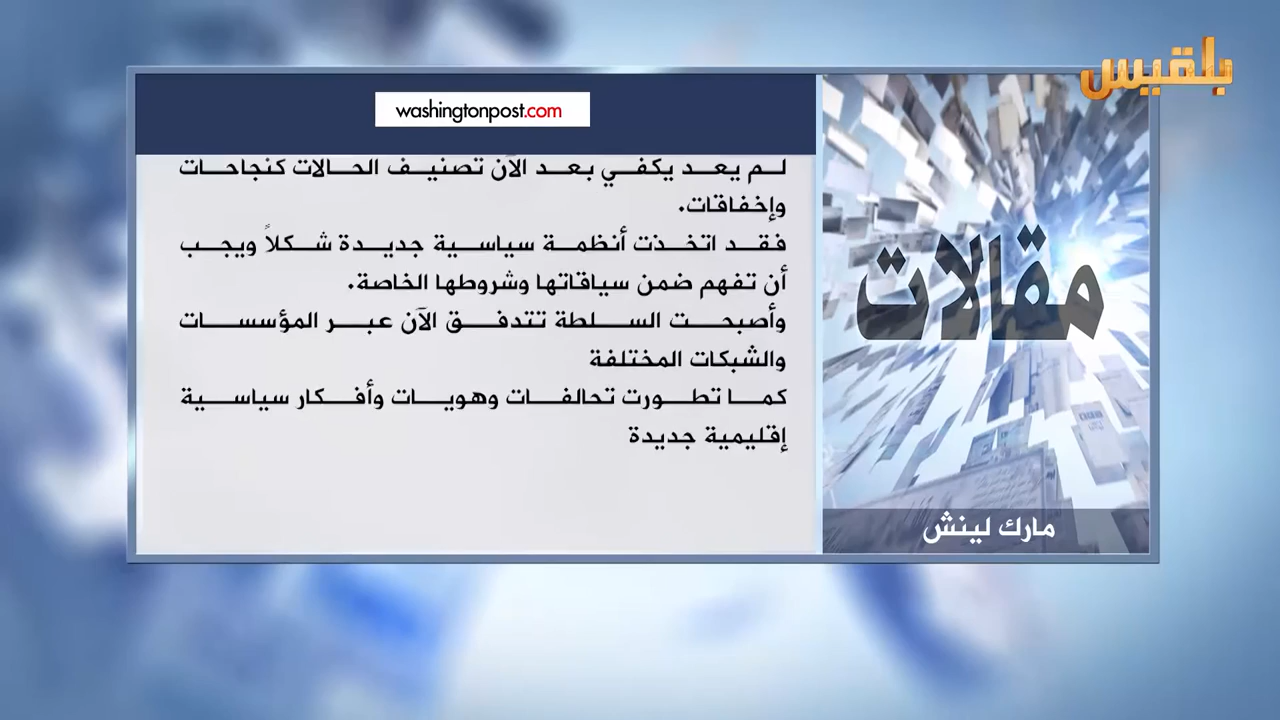 بلقيس
washingtonpost.com
لم يعد يكفي بعد الآن تصنيف الحالات كنجاحات
وإخفاقات.
فقد اتخذت أنظمة سياسية جديدة شكلاً ويجب
أن تفهم ضمن سياقاتها وشروطها الخاصة.
وأصبحت السلطة تتدفق الآن عبر المؤسسات
والشبكات المختلفة
كما تطورت تحالفات وهويات وأفكار سياسية
إقليمية جديدة
مقالات
مارك لينش